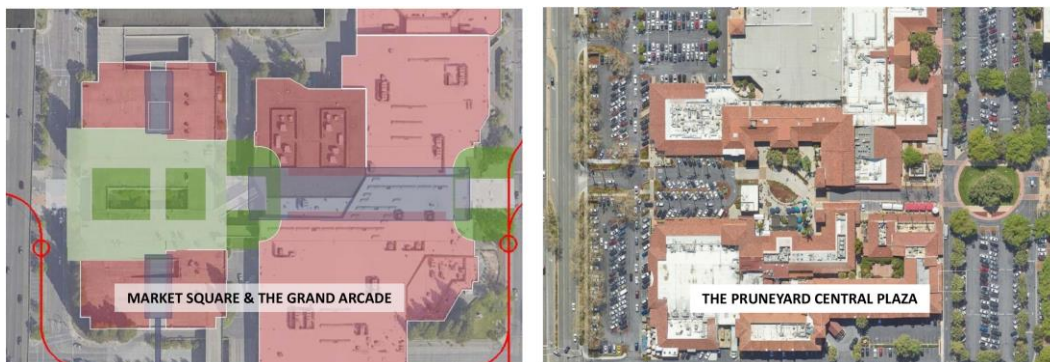 MARKET SQUARE & THE GRAND ARCADE
THE PRUNEYARD CENTRAL PLAZA